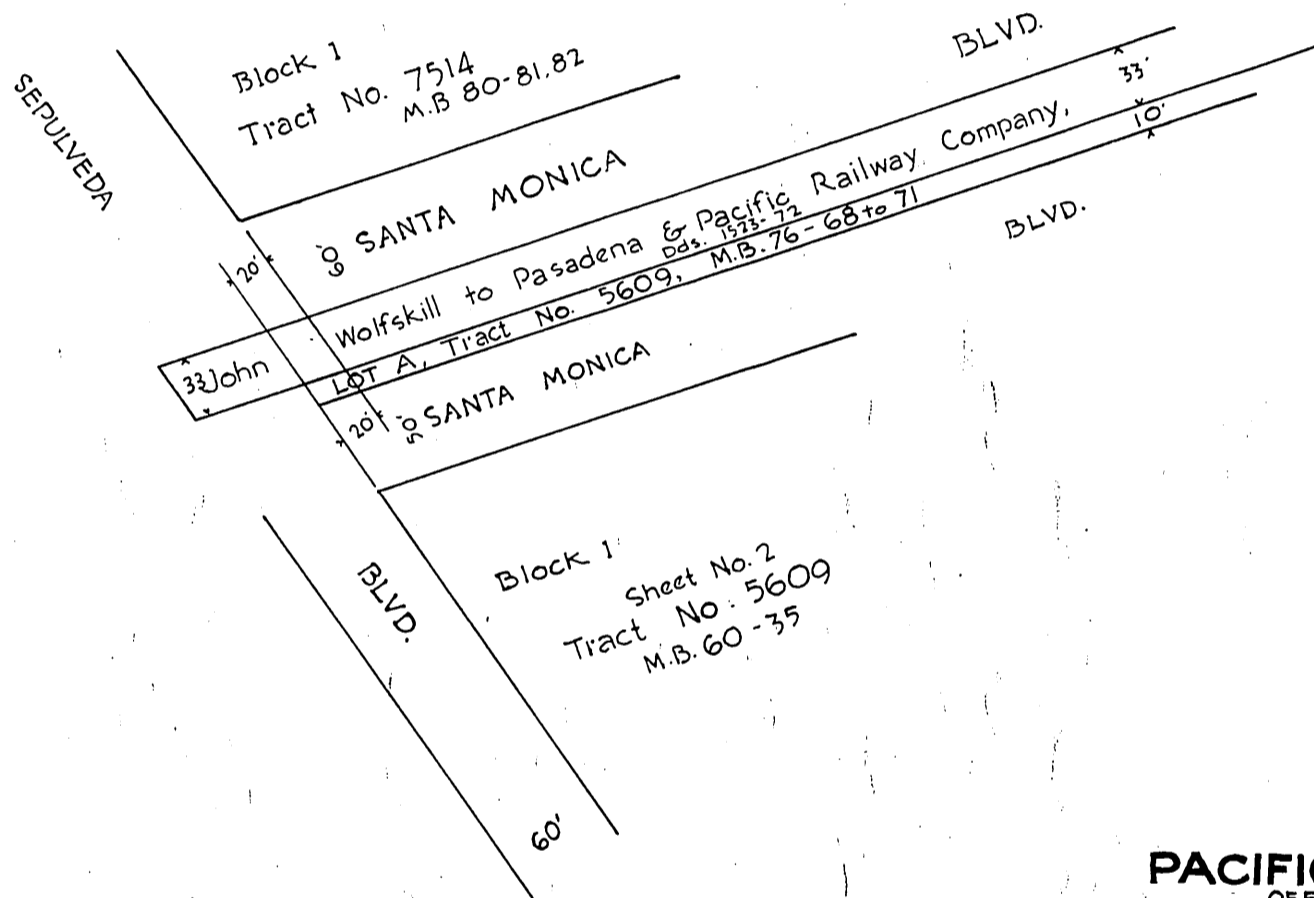 SEPULVEDA
Block 1
Tract No. 7514
M.B 80-81,82
BLVD.
60' SANTA MONICA
20'
33'
10'
33' John Wolfskill to Pasadena & Pacific Railway Company,
Dds. 1523-72
LOT A, Tract No. 5609, M.B. 76-68 to 71
BLVD.
20'
50' SANTA MONICA
BLVD.
Block 1
Sheet No. 2
Tract No. 5609
M.B. 60-35
60'